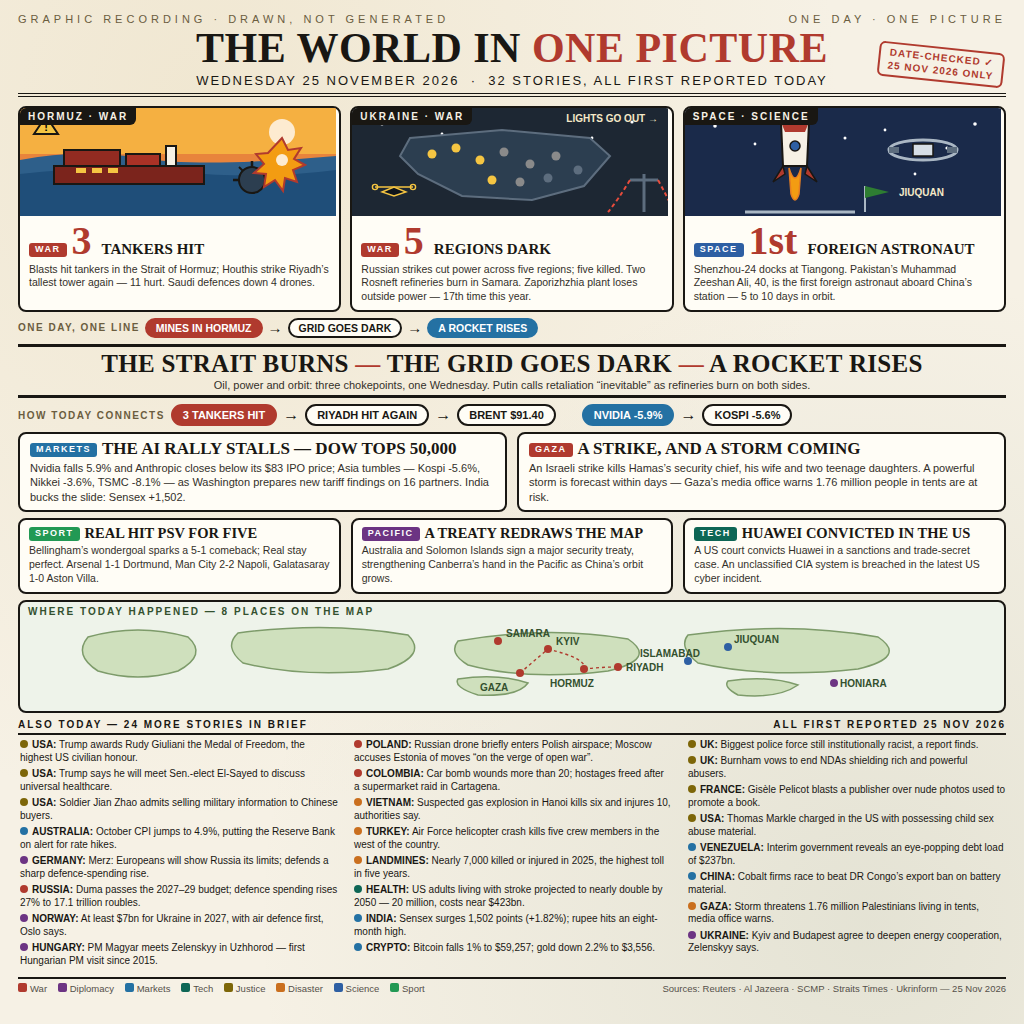 GRAPHIC RECORDING · DRAWN, NOT GENERATED
ONE DAY · ONE PICTURE
THE WORLD IN ONE PICTURE
WEDNESDAY 25 NOVEMBER 2026 · 32 STORIES, ALL FIRST REPORTED TODAY
DATE-CHECKED ✓
25 NOV 2026 ONLY
HORMUZ · WAR
!
WAR 3 TANKERS HIT
Blasts hit tankers in the Strait of Hormuz; Houthis strike Riyadh's
tallest tower again — 11 hurt. Saudi defences down 4 drones.
UKRAINE · WAR
LIGHTS GO OUT →
WAR 5 REGIONS DARK
Russian strikes cut power across five regions; five killed. Two
Rosneft refineries burn in Samara. Zaporizhzhia plant loses
outside power — 17th time this year.
SPACE · SCIENCE
JIUQUAN
SPACE 1st FOREIGN ASTRONAUT
Shenzhou-24 docks at Tiangong. Pakistan's Muhammad
Zeeshan Ali, 40, is the first foreign astronaut aboard China's
station — 5 to 10 days in orbit.
ONE DAY, ONE LINE MINES IN HORMUZ → GRID GOES DARK → A ROCKET RISES
THE STRAIT BURNS — THE GRID GOES DARK — A ROCKET RISES
Oil, power and orbit: three chokepoints, one Wednesday. Putin calls retaliation “inevitable” as refineries burn on both sides.
HOW TODAY CONNECTS 3 TANKERS HIT → RIYADH HIT AGAIN → BRENT $91.40 NVIDIA -5.9% → KOSPI -5.6%
MARKETS THE AI RALLY STALLS — DOW TOPS 50,000
Nvidia falls 5.9% and Anthropic closes below its $83 IPO price; Asia tumbles — Kospi -5.6%,
Nikkei -3.6%, TSMC -8.1% — as Washington prepares new tariff findings on 16 partners. India
bucks the slide: Sensex +1,502.
GAZA A STRIKE, AND A STORM COMING
An Israeli strike kills Hamas's security chief, his wife and two teenage daughters. A powerful
storm is forecast within days — Gaza's media office warns 1.76 million people in tents are at
risk.
SPORT REAL HIT PSV FOR FIVE
Bellingham's wondergoal sparks a 5-1 comeback; Real stay
perfect. Arsenal 1-1 Dortmund, Man City 2-2 Napoli, Galatasaray
1-0 Aston Villa.
PACIFIC A TREATY REDRAWS THE MAP
Australia and Solomon Islands sign a major security treaty,
strengthening Canberra's hand in the Pacific as China's orbit
grows.
TECH HUAWEI CONVICTED IN THE US
A US court convicts Huawei in a sanctions and trade-secret
case. An unclassified CIA system is breached in the latest US
cyber incident.
WHERE TODAY HAPPENED — 8 PLACES ON THE MAP
SAMARA
KYIV
JIUQUAN
ISLAMABAD
RIYADH
GAZA
HORMUZ
HONIARA
ALSO TODAY — 24 MORE STORIES IN BRIEF
ALL FIRST REPORTED 25 NOV 2026
USA: Trump awards Rudy Giuliani the Medal of Freedom, the
highest US civilian honour.
USA: Trump says he will meet Sen.-elect El-Sayed to discuss
universal healthcare.
USA: Soldier Jian Zhao admits selling military information to Chinese
buyers.
AUSTRALIA: October CPI jumps to 4.9%, putting the Reserve Bank
on alert for rate hikes.
GERMANY: Merz: Europeans will show Russia its limits; defends a
sharp defence-spending rise.
RUSSIA: Duma passes the 2027–29 budget; defence spending rises
27% to 17.1 trillion roubles.
NORWAY: At least $7bn for Ukraine in 2027, with air defence first,
Oslo says.
HUNGARY: PM Magyar meets Zelenskyy in Uzhhorod — first
Hungarian PM visit since 2015.
POLAND: Russian drone briefly enters Polish airspace; Moscow
accuses Estonia of moves “on the verge of open war”.
COLOMBIA: Car bomb wounds more than 20; hostages freed after
a supermarket raid in Cartagena.
VIETNAM: Suspected gas explosion in Hanoi kills six and injures 10,
authorities say.
TURKEY: Air Force helicopter crash kills five crew members in the
west of the country.
LANDMINES: Nearly 7,000 killed or injured in 2025, the highest toll
in five years.
HEALTH: US adults living with stroke projected to nearly double by
2050 — 20 million, costs near $423bn.
INDIA: Sensex surges 1,502 points (+1.82%); rupee hits an eight-
month high.
CRYPTO: Bitcoin falls 1% to $59,257; gold down 2.2% to $3,556.
UK: Biggest police force still institutionally racist, a report finds.
UK: Burnham vows to end NDAs shielding rich and powerful
abusers.
FRANCE: Gisèle Pelicot blasts a publisher over nude photos used to
promote a book.
USA: Thomas Markle charged in the US with possessing child sex
abuse material.
VENEZUELA: Interim government reveals an eye-popping debt load
of $237bn.
CHINA: Cobalt firms race to beat DR Congo's export ban on battery
material.
GAZA: Storm threatens 1.76 million Palestinians living in tents,
media office warns.
UKRAINE: Kyiv and Budapest agree to deepen energy cooperation,
Zelenskyy says.
War Diplomacy Markets Tech Justice Disaster Science Sport
Sources: Reuters · Al Jazeera · SCMP · Straits Times · Ukrinform — 25 Nov 2026